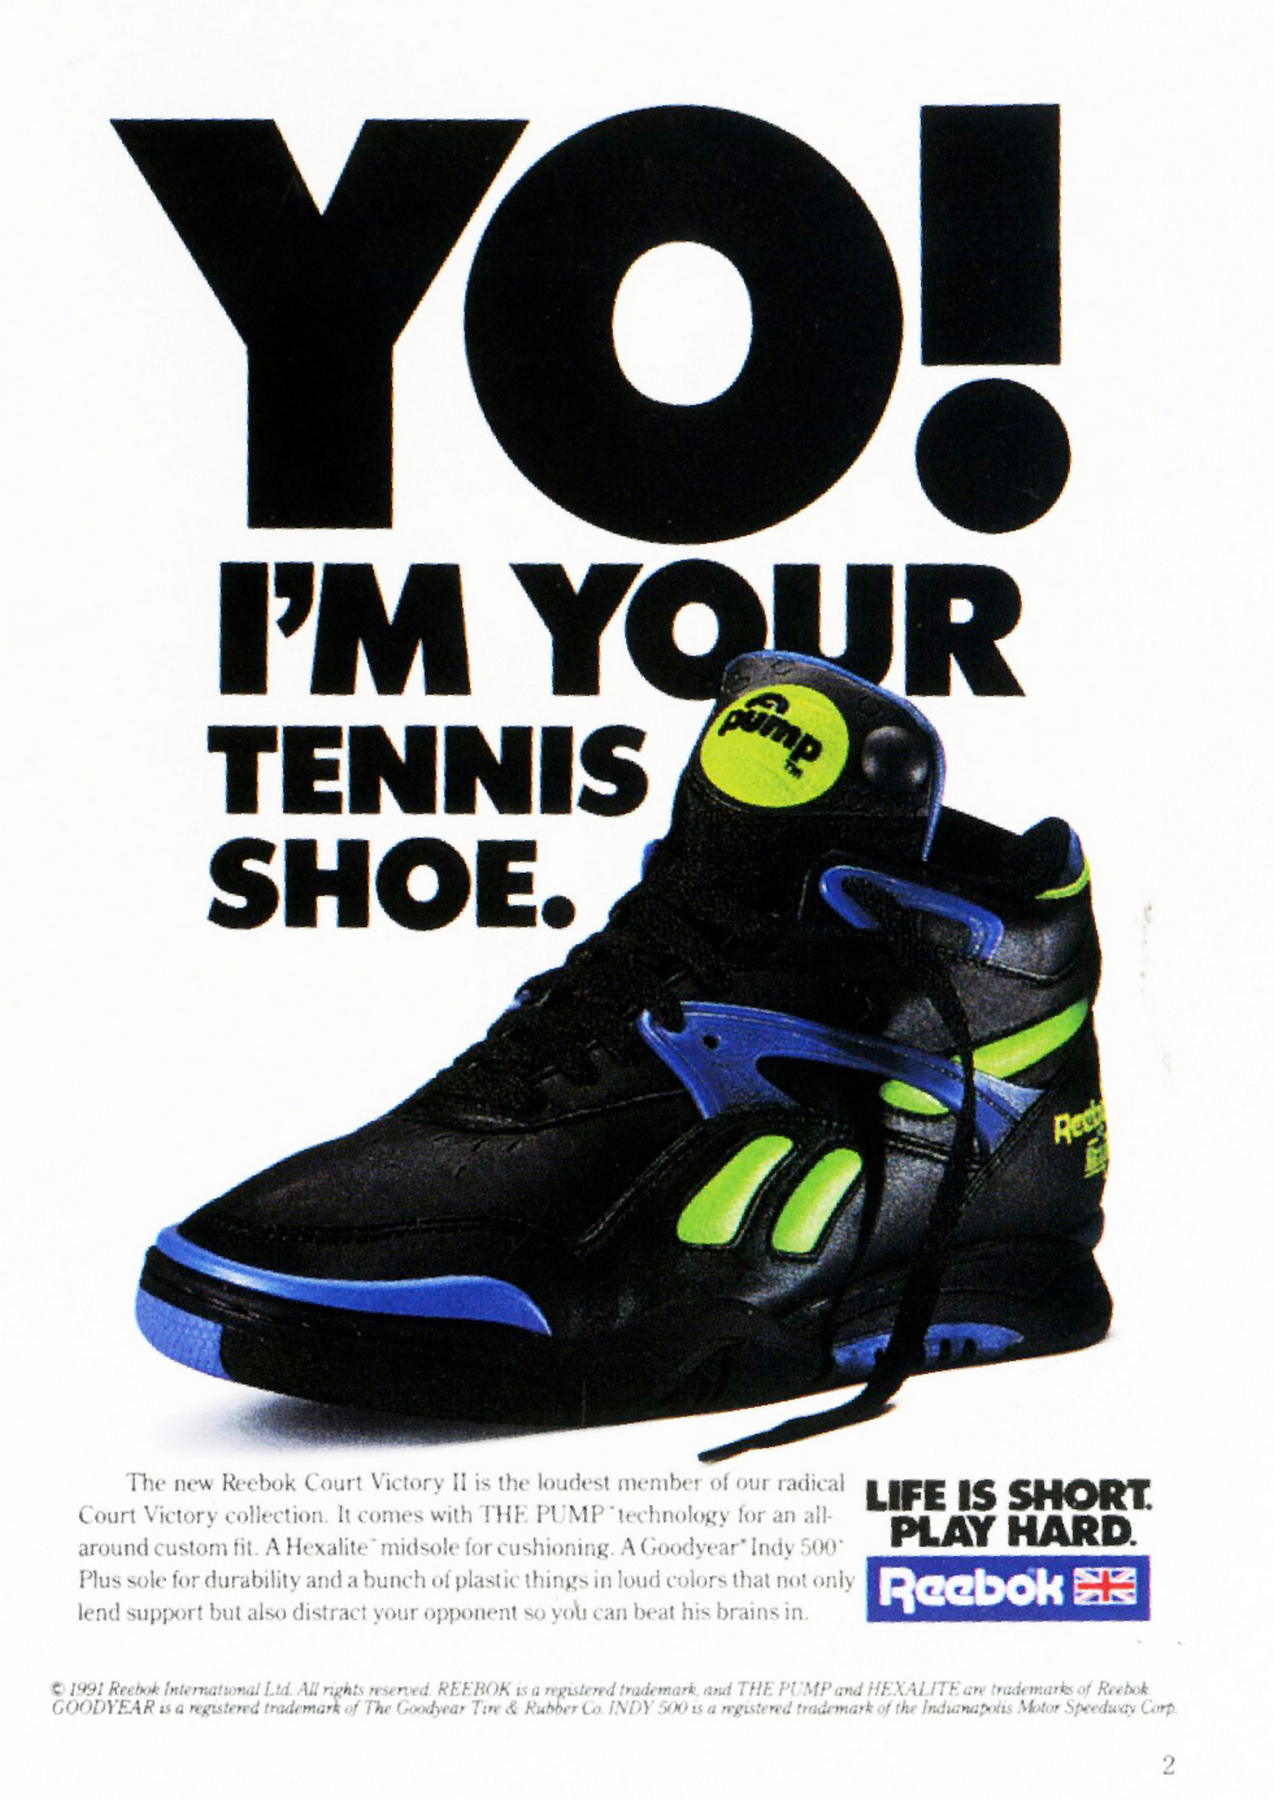 YO!
I'M YOUR
TENNIS
SHOE.
pump™
Reebok
The new Reebok Court Victory II is the loudest member of our radical
Court Victory collection. It comes with THE PUMP™ technology for an all-
around custom fit. A Hexalite™ midsole for cushioning. A Goodyear® Indy 500®
Plus sole for durability and a bunch of plastic things in loud colors that not only
lend support but also distract your opponent so you can beat his brains in.
LIFE IS SHORT.
PLAY HARD.
Reebok
© 1991 Reebok International Ltd. All rights reserved. REEBOK is a registered trademark, and THE PUMP and HEXALITE are trademarks of Reebok.
GOODYEAR is a registered trademark of The Goodyear Tire & Rubber Co. INDY 500 is a registered trademark of the Indianapolis Motor Speedway Corp.
2